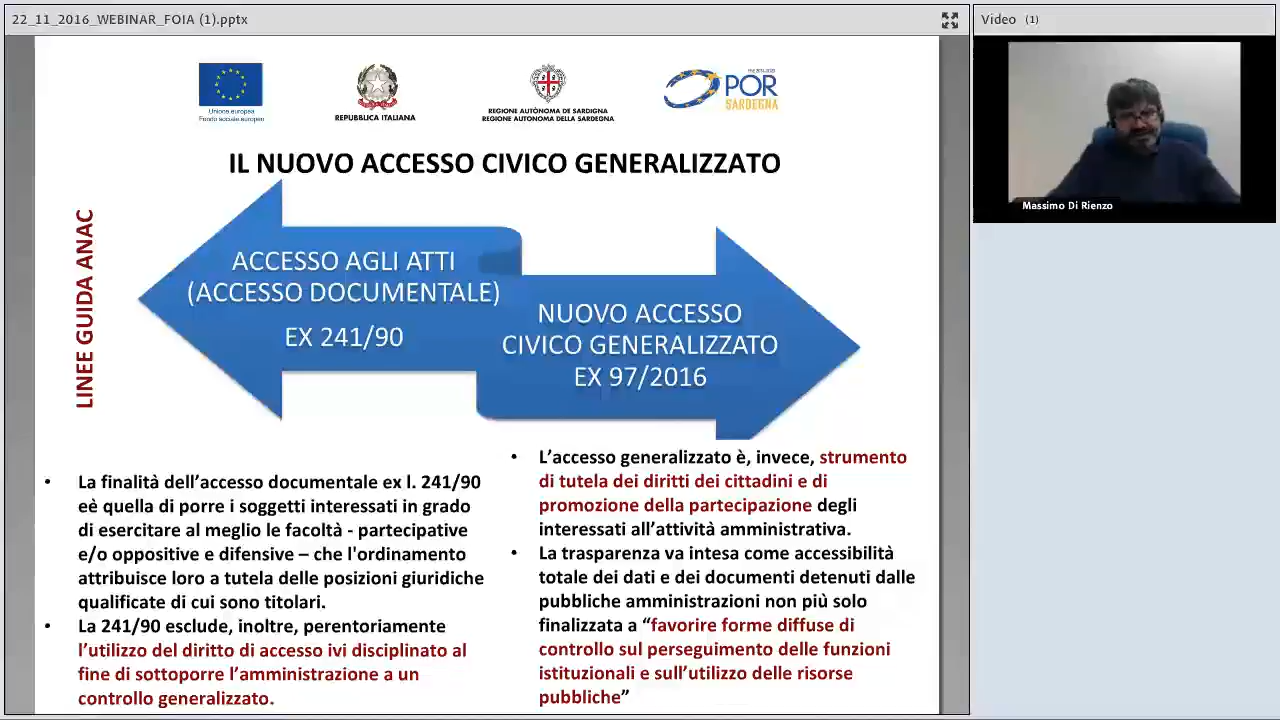 22_11_2016_WEBINAR_FOIA (1).pptx
Video (1)
Unione europea
Fondo sociale europeo
REPUBBLICA ITALIANA
REGIONE AUTÒNOMA DE SARDIGNA
REGIONE AUTONOMA DELLA SARDEGNA
POR
SARDEGNA
Massimo Di Rienzo
IL NUOVO ACCESSO CIVICO GENERALIZZATO
LINEE GUIDA ANAC
ACCESSO AGLI ATTI
(ACCESSO DOCUMENTALE)
EX 241/90
NUOVO ACCESSO
CIVICO GENERALIZZATO
EX 97/2016
• La finalità dell'accesso documentale ex l. 241/90
eè quella di porre i soggetti interessati in grado
di esercitare al meglio le facoltà - partecipative
e/o oppositive e difensive – che l'ordinamento
attribuisce loro a tutela delle posizioni giuridiche
qualificate di cui sono titolari.
• La 241/90 esclude, inoltre, perentoriamente
l'utilizzo del diritto di accesso ivi disciplinato al
fine di sottoporre l'amministrazione a un
controllo generalizzato.
• L'accesso generalizzato è, invece, strumento
di tutela dei diritti dei cittadini e di
promozione della partecipazione degli
interessati all'attività amministrativa.
• La trasparenza va intesa come accessibilità
totale dei dati e dei documenti detenuti dalle
pubbliche amministrazioni non più solo
finalizzata a “favorire forme diffuse di
controllo sul perseguimento delle funzioni
istituzionali e sull'utilizzo delle risorse
pubbliche”